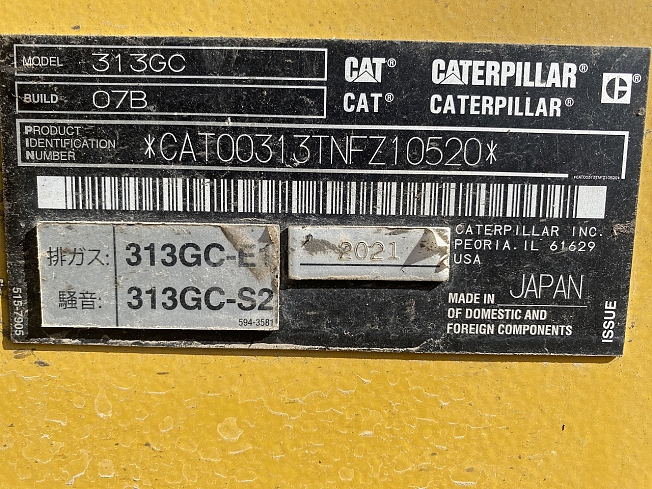 MODEL 313GC
BUILD 07B
CAT® CATERPILLAR®
CAT® CATERPILLAR®
PRODUCT
IDENTIFICATION
NUMBER
*CAT00313TNFZ10520*
*CAT00313TNFZ10520*
排ガス: 313GC-E1
騒音: 313GC-S2
594-3581
2021
CATERPILLAR INC.
PEORIA. IL 61629
USA
MADE IN JAPAN
OF DOMESTIC AND
FOREIGN COMPONENTS
ISSUE
515-7905